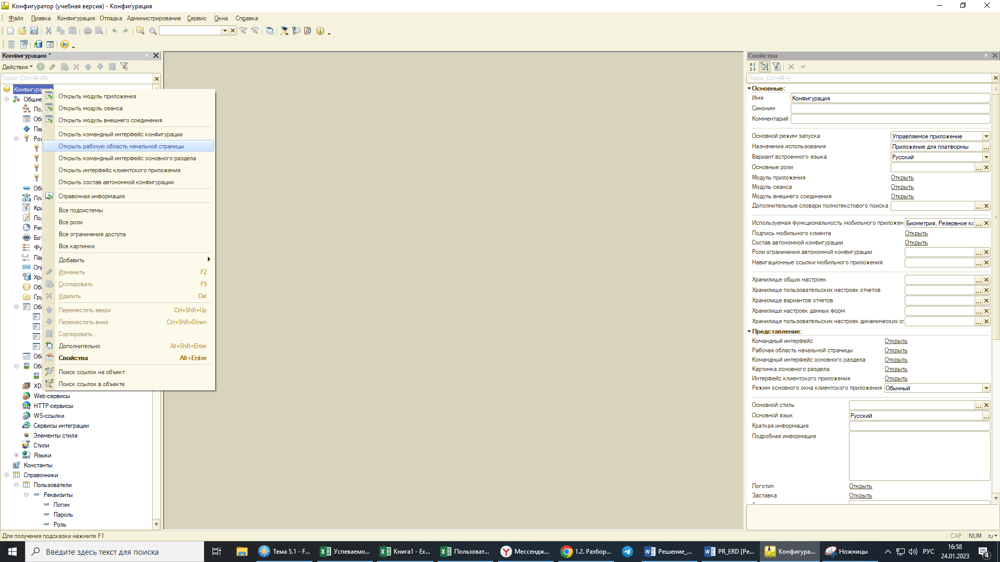 Конфигуратор (учебная версия) - Конфигурация
Файл Правка Конфигурация Отладка Администрирование Сервис Окна Справка
Конфигурация *
Действия
Поиск (Ctrl+Alt+M)
Конфигурация
Общие
Открыть модуль приложения
Открыть модуль сеанса
Открыть модуль внешнего соединения
Открыть командный интерфейс конфигурации
Открыть рабочую область начальной страницы
Открыть командный интерфейс основного раздела
Открыть интерфейс клиентского приложения
Открыть состав автономной конфигурации
Справочная информация
Все подсистемы
Все роли
Все ограничения доступа
Все картинки
Добавить
Изменить F2
Скопировать F9
Удалить Del
Переместить вверх Ctrl+Shift+Up
Переместить вниз Ctrl+Shift+Down
Сортировать...
Дополнительно Alt+Shift+Enter
Свойства Alt+Enter
Поиск ссылок на объект
Поиск ссылок в объекте
Web-сервисы
HTTP-сервисы
WS-ссылки
Сервисы интеграции
Элементы стиля
Стили
Языки
Константы
Справочники
Пользователи
Реквизиты
Логин
Пароль
Роль
Свойства
Поиск (Ctrl+Alt+I)
Основные:
Имя Конфигурация
Синоним
Комментарий
Основной режим запуска Управляемое приложение
Назначения использования Приложение для платформы ...
Вариант встроенного языка Русский
Основные роли ...
Модуль приложения Открыть
Модуль сеанса Открыть
Модуль внешнего соединения Открыть
Дополнительные словари полнотекстового поиска ...
Используемая функциональность мобильного приложен Биометрия, Резервное кс ...
Подпись мобильного клиента Открыть
Состав автономной конфигурации Открыть
Роли ограничения автономной конфигурации ...
Навигационные ссылки мобильного приложения ...
Хранилище общих настроек ...
Хранилище пользовательских настроек отчетов ...
Хранилище вариантов отчетов ...
Хранилище настроек данных форм ...
Хранилище пользовательских настроек динамических сп ...
Представление:
Командный интерфейс Открыть
Рабочая область начальной страницы Открыть
Командный интерфейс основного раздела Открыть
Картинка основного раздела Открыть
Интерфейс клиентского приложения Открыть
Режим основного окна клиентского приложения Обычный
Основной стиль ...
Основной язык Русский ...
Краткая информация
Подробная информация
Логотип Открыть
Заставка Открыть
Для получения подсказки нажмите F1
CAP NUM ru
Введите здесь текст для поиска
Тема 5.1 - F...
Успеваемо...
Книга1 - Ex...
Пользоват...
Мессендж...
1.2. Разбор...
Решение_...
PR_ERD [Ре...
Конфигура...
Ножницы
РУС
16:58
24.01.2023
4